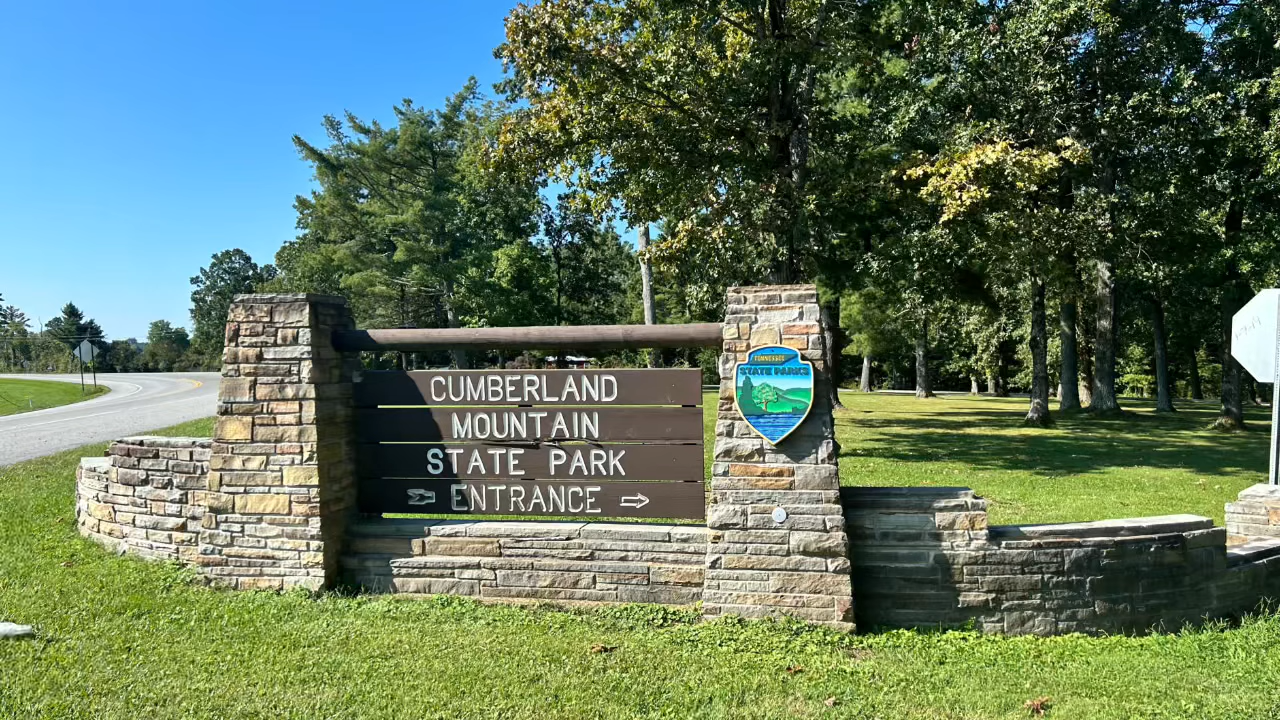 CUMBERLAND
MOUNTAIN
STATE PARK
ENTRANCE
TENNESSEE
STATE PARKS